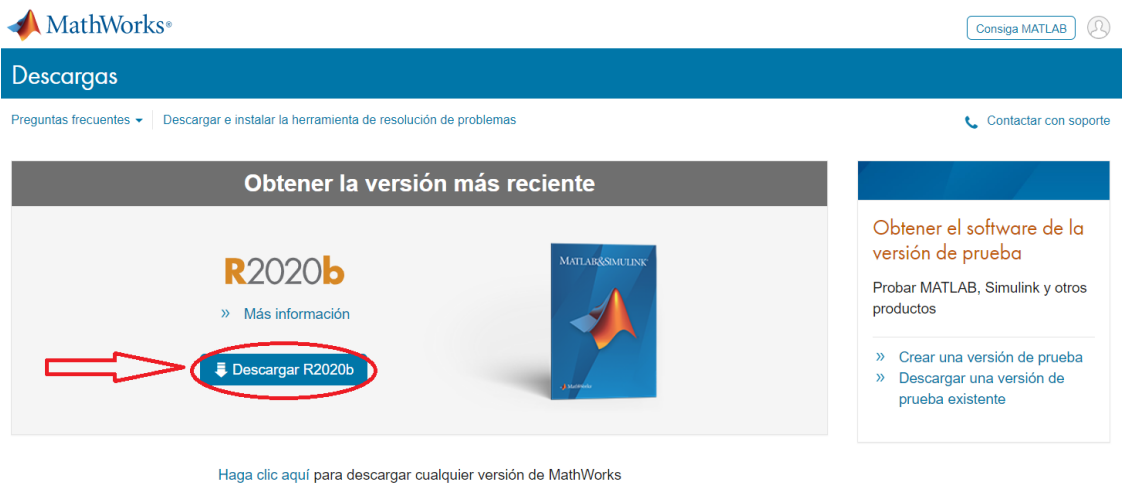 MathWorks®
Consiga MATLAB
Descargas
Preguntas frecuentes
Descargar e instalar la herramienta de resolución de problemas
Contactar con soporte
Obtener la versión más reciente
R2020b
» Más información
Descargar R2020b
MATLAB&SIMULINK
MathWorks
Obtener el software de la
versión de prueba
Probar MATLAB, Simulink y otros
productos
» Crear una versión de prueba
» Descargar una versión de
prueba existente
Haga clic aquí para descargar cualquier versión de MathWorks